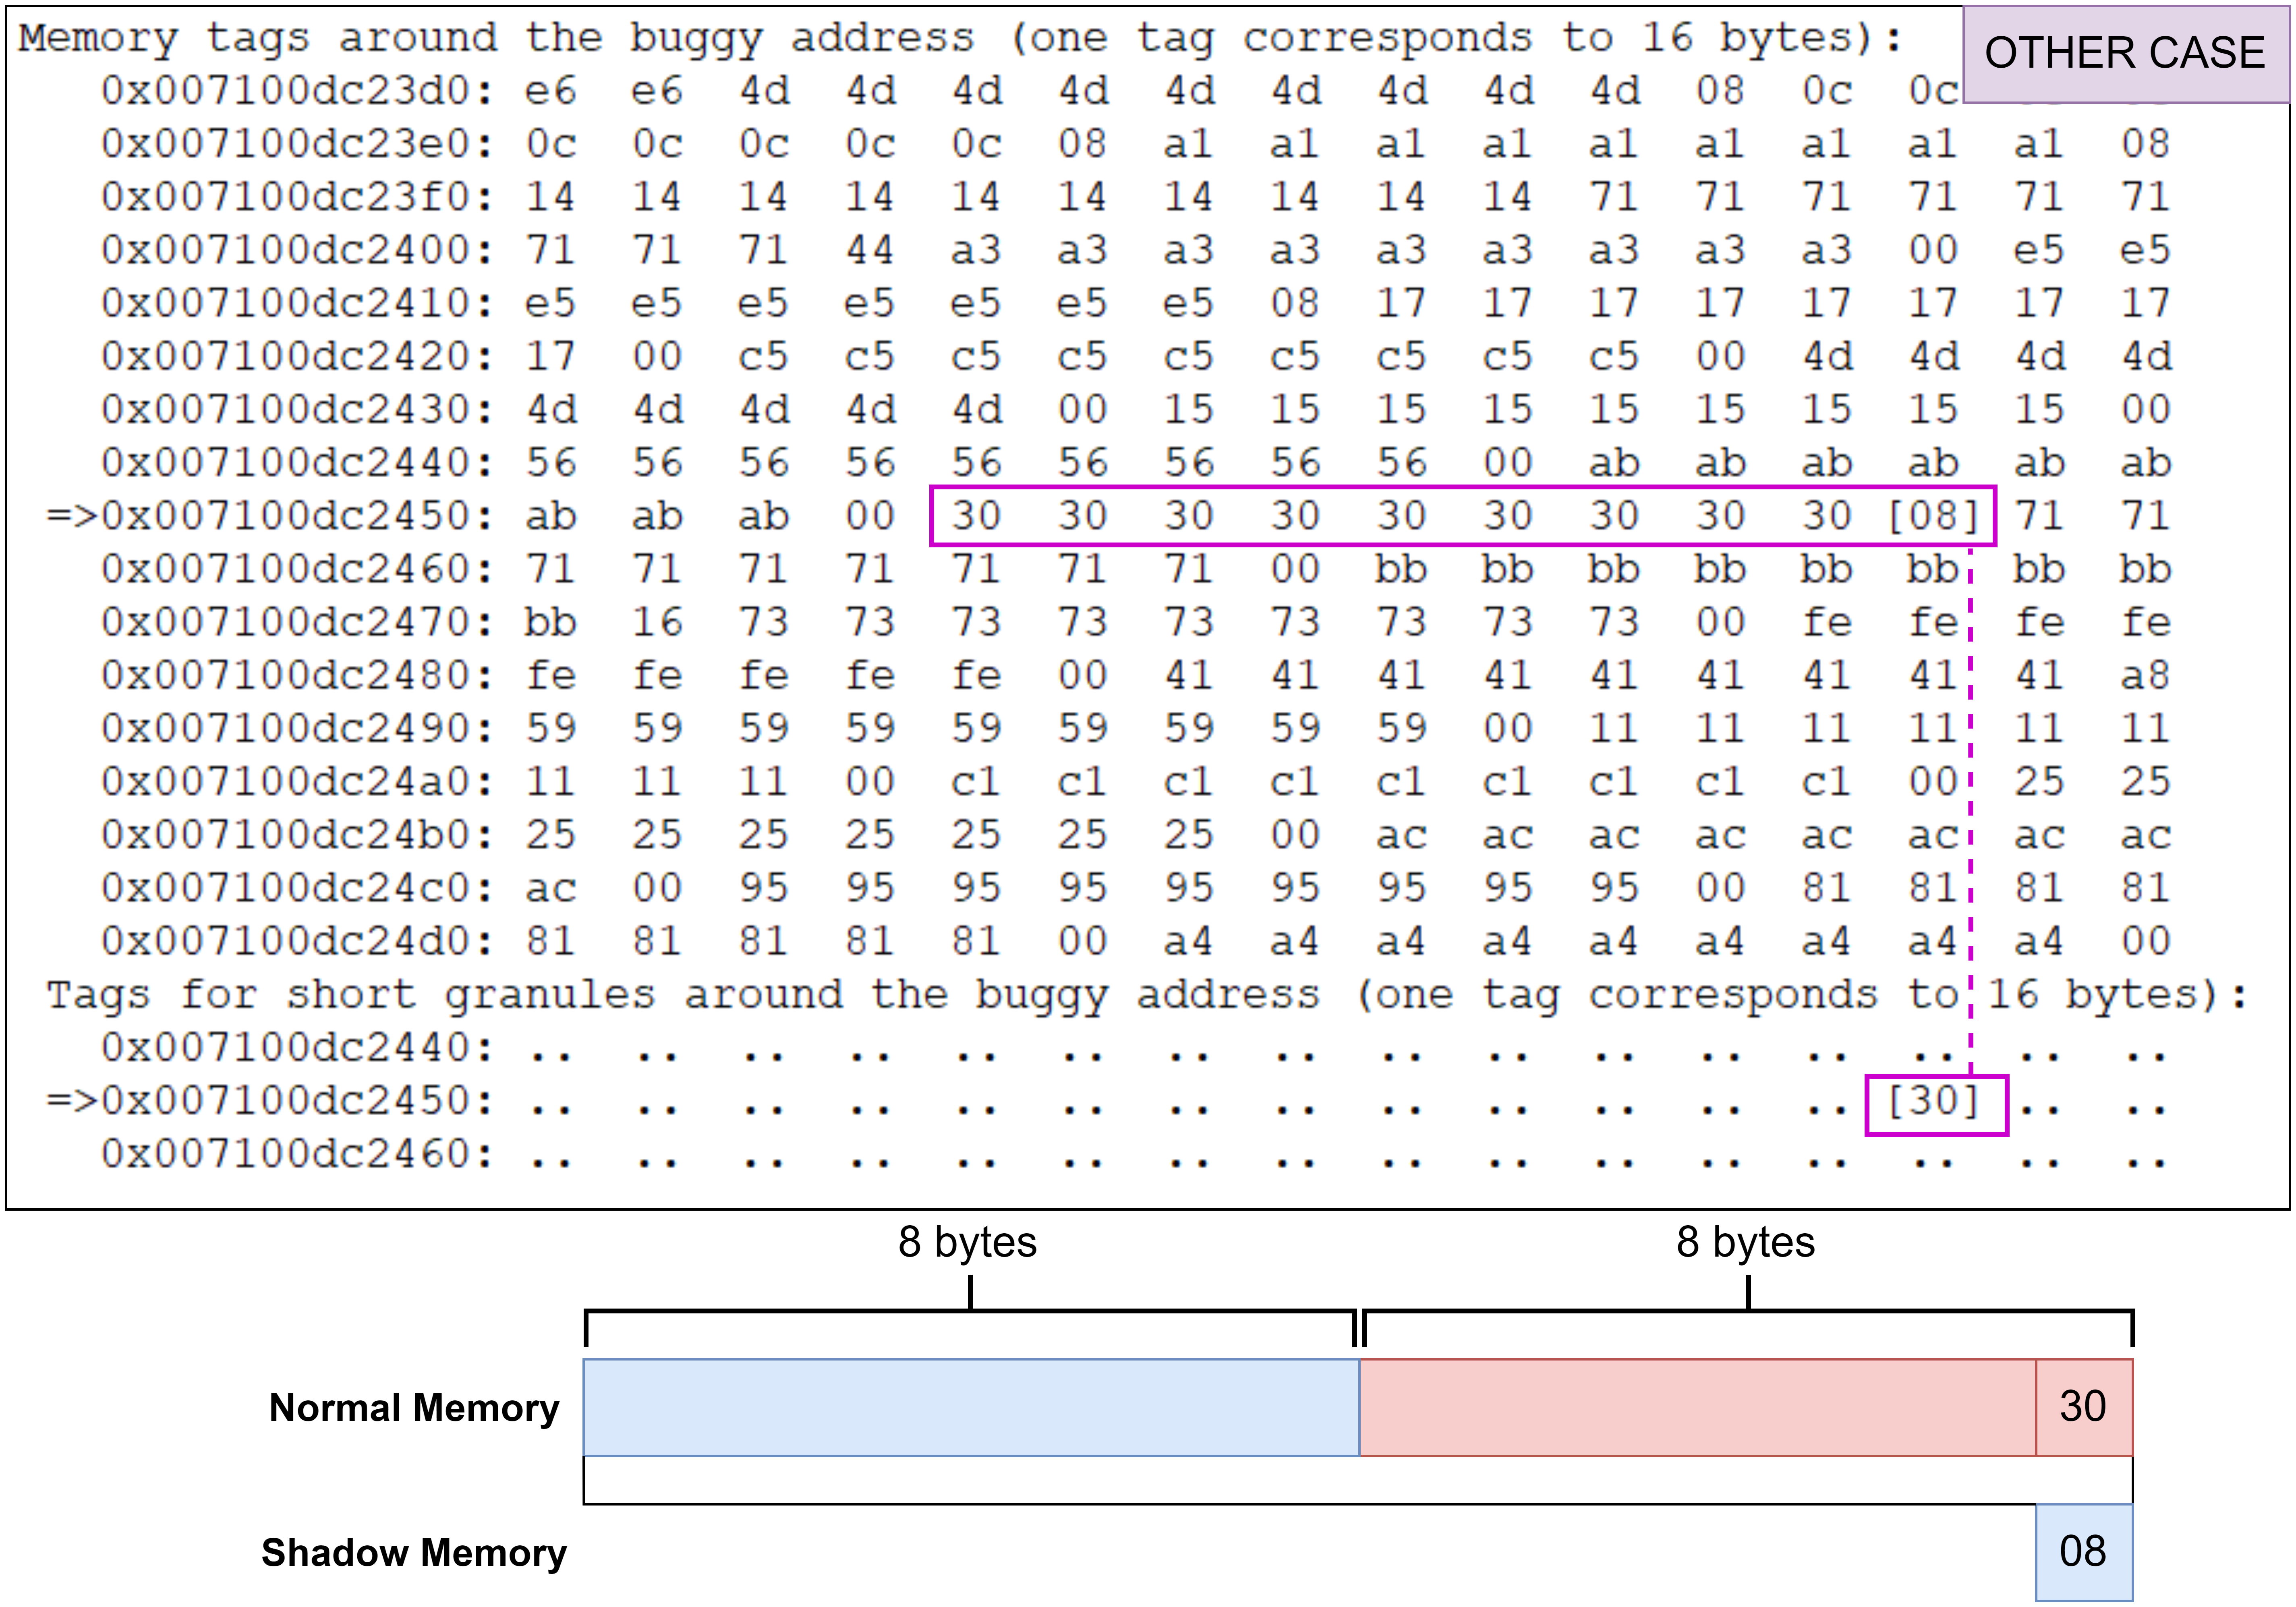 Memory tags around the buggy address (one tag corresponds to 16 bytes):
OTHER CASE
0x007100dc23d0: e6 e6 4d 4d 4d 4d 4d 4d 4d 4d 4d 08 0c 0c
0x007100dc23e0: 0c 0c 0c 0c 0c 08 a1 a1 a1 a1 a1 a1 a1 a1 a1 08
0x007100dc23f0: 14 14 14 14 14 14 14 14 14 14 71 71 71 71 71 71
0x007100dc2400: 71 71 71 44 a3 a3 a3 a3 a3 a3 a3 a3 a3 00 e5 e5
0x007100dc2410: e5 e5 e5 e5 e5 e5 e5 08 17 17 17 17 17 17 17 17
0x007100dc2420: 17 00 c5 c5 c5 c5 c5 c5 c5 c5 c5 00 4d 4d 4d 4d
0x007100dc2430: 4d 4d 4d 4d 4d 00 15 15 15 15 15 15 15 15 15 00
0x007100dc2440: 56 56 56 56 56 56 56 56 56 00 ab ab ab ab ab ab
=>0x007100dc2450: ab ab ab 00 30 30 30 30 30 30 30 30 30 [08] 71 71
0x007100dc2460: 71 71 71 71 71 71 71 00 bb bb bb bb bb bb bb bb
0x007100dc2470: bb 16 73 73 73 73 73 73 73 73 73 00 fe fe fe fe
0x007100dc2480: fe fe fe fe fe 00 41 41 41 41 41 41 41 41 41 a8
0x007100dc2490: 59 59 59 59 59 59 59 59 59 00 11 11 11 11 11 11
0x007100dc24a0: 11 11 11 00 c1 c1 c1 c1 c1 c1 c1 c1 c1 00 25 25
0x007100dc24b0: 25 25 25 25 25 25 25 00 ac ac ac ac ac ac ac ac
0x007100dc24c0: ac 00 95 95 95 95 95 95 95 95 95 00 81 81 81 81
0x007100dc24d0: 81 81 81 81 81 00 a4 a4 a4 a4 a4 a4 a4 a4 a4 00
Tags for short granules around the buggy address (one tag corresponds to 16 bytes):
0x007100dc2440: .. .. .. .. .. .. .. .. .. .. .. .. .. .. .. ..
=>0x007100dc2450: .. .. .. .. .. .. .. .. .. .. .. .. .. [30] .. ..
0x007100dc2460: .. .. .. .. .. .. .. .. .. .. .. .. .. .. .. ..
8 bytes 8 bytes
Normal Memory 30
Shadow Memory 08